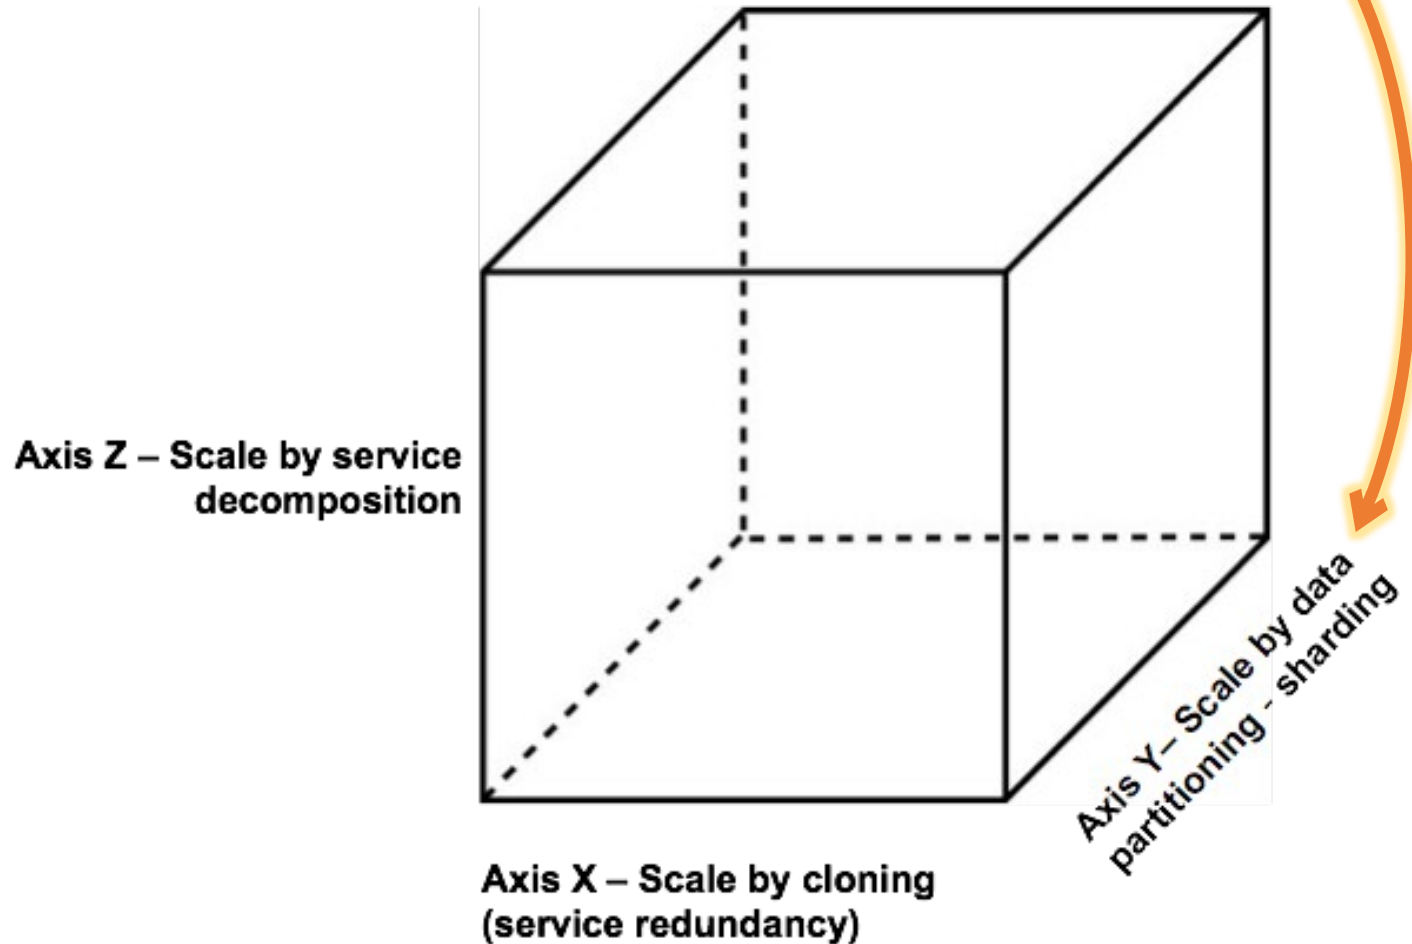 Axis Z – Scale by service
decomposition
Axis Y– Scale by data
partitioning - sharding
Axis X – Scale by cloning
(service redundancy)